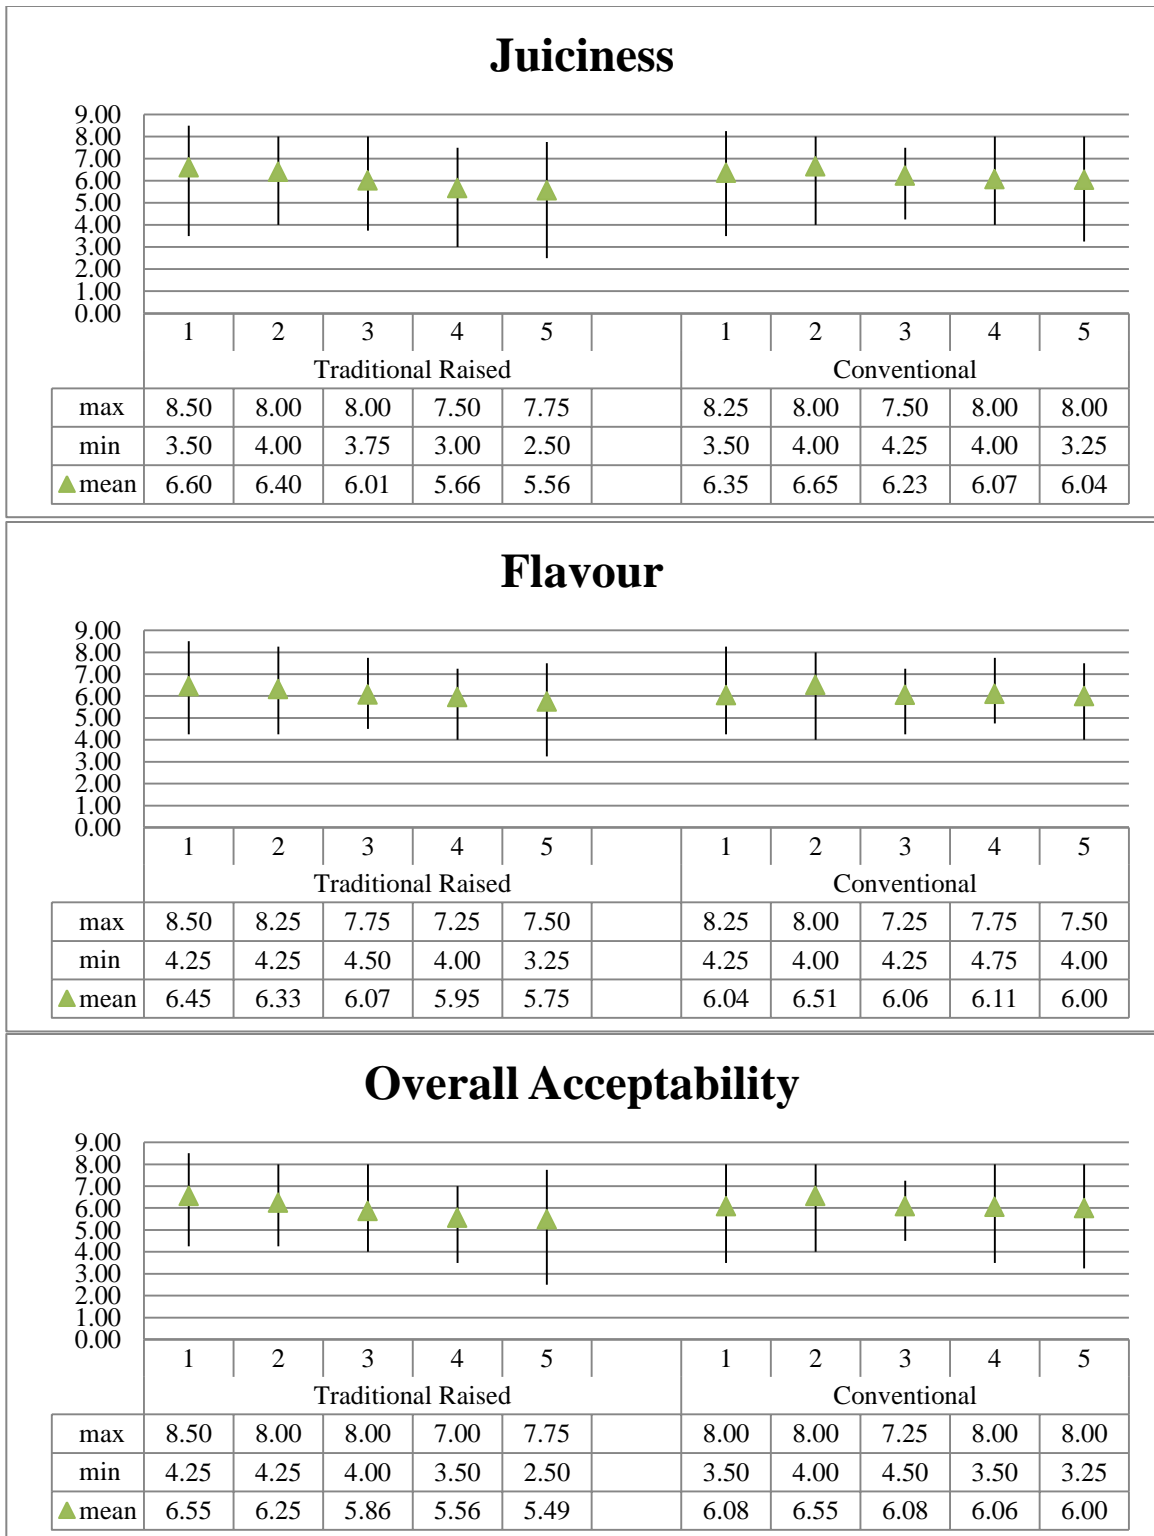 Juiciness
9.00
8.00
7.00
6.00
5.00
4.00
3.00
2.00
1.00
0.00
1 2 3 4 5 1 2 3 4 5
Traditional Raised Conventional
max 8.50 8.00 8.00 7.50 7.75 8.25 8.00 7.50 8.00 8.00
min 3.50 4.00 3.75 3.00 2.50 3.50 4.00 4.25 4.00 3.25
mean 6.60 6.40 6.01 5.66 5.56 6.35 6.65 6.23 6.07 6.04
Flavour
9.00
8.00
7.00
6.00
5.00
4.00
3.00
2.00
1.00
0.00
1 2 3 4 5 1 2 3 4 5
Traditional Raised Conventional
max 8.50 8.25 7.75 7.25 7.50 8.25 8.00 7.25 7.75 7.50
min 4.25 4.25 4.50 4.00 3.25 4.25 4.00 4.25 4.75 4.00
mean 6.45 6.33 6.07 5.95 5.75 6.04 6.51 6.06 6.11 6.00
Overall Acceptability
9.00
8.00
7.00
6.00
5.00
4.00
3.00
2.00
1.00
0.00
1 2 3 4 5 1 2 3 4 5
Traditional Raised Conventional
max 8.50 8.00 8.00 7.00 7.75 8.00 8.00 7.25 8.00 8.00
min 4.25 4.25 4.00 3.50 2.50 3.50 4.00 4.50 3.50 3.25
mean 6.55 6.25 5.86 5.56 5.49 6.08 6.55 6.08 6.06 6.00